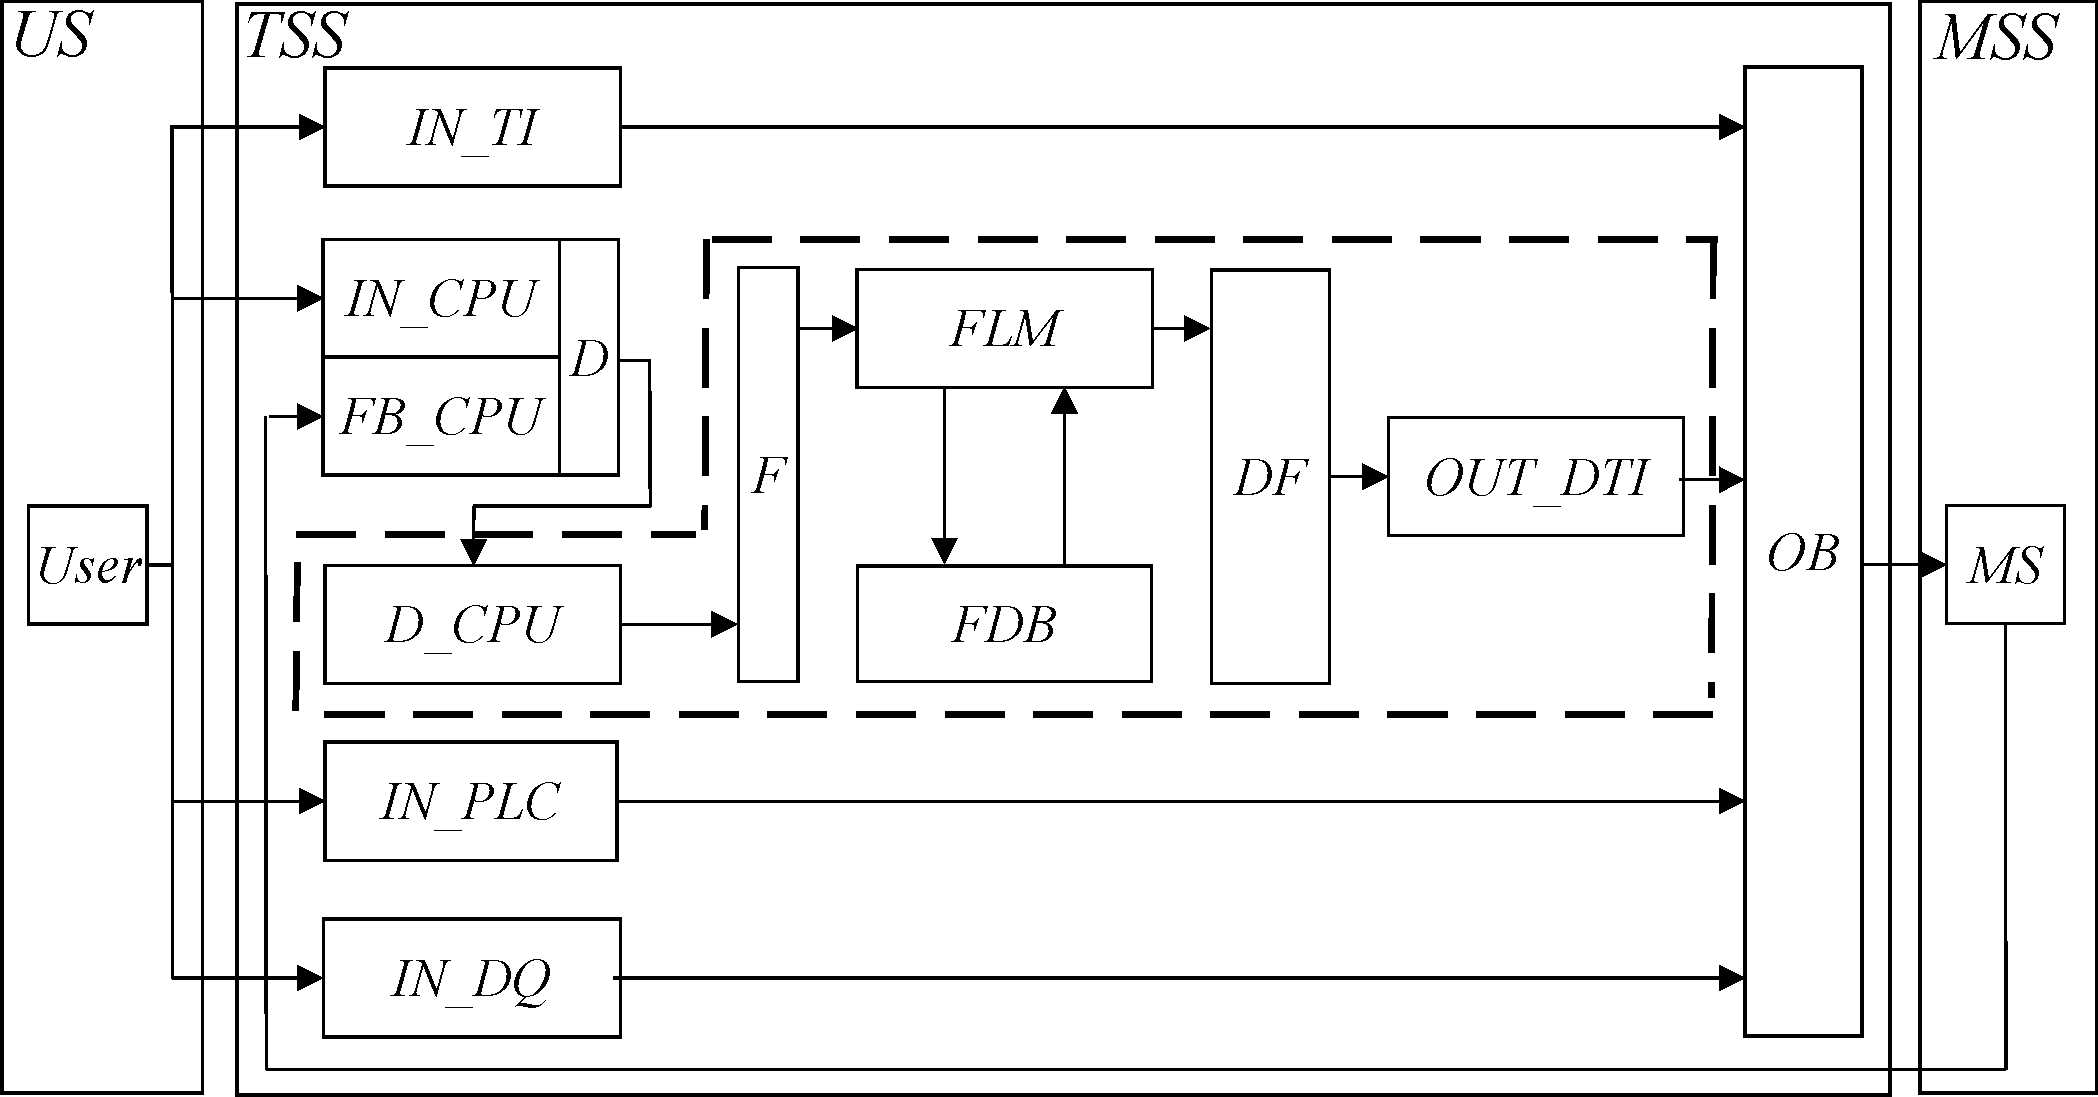 US
TSS
MSS
IN_TI
IN_CPU
D
FB_CPU
FLM
F
DF
OUT_DTI
OB
User
MS
D_CPU
FDB
IN_PLC
IN_DQ